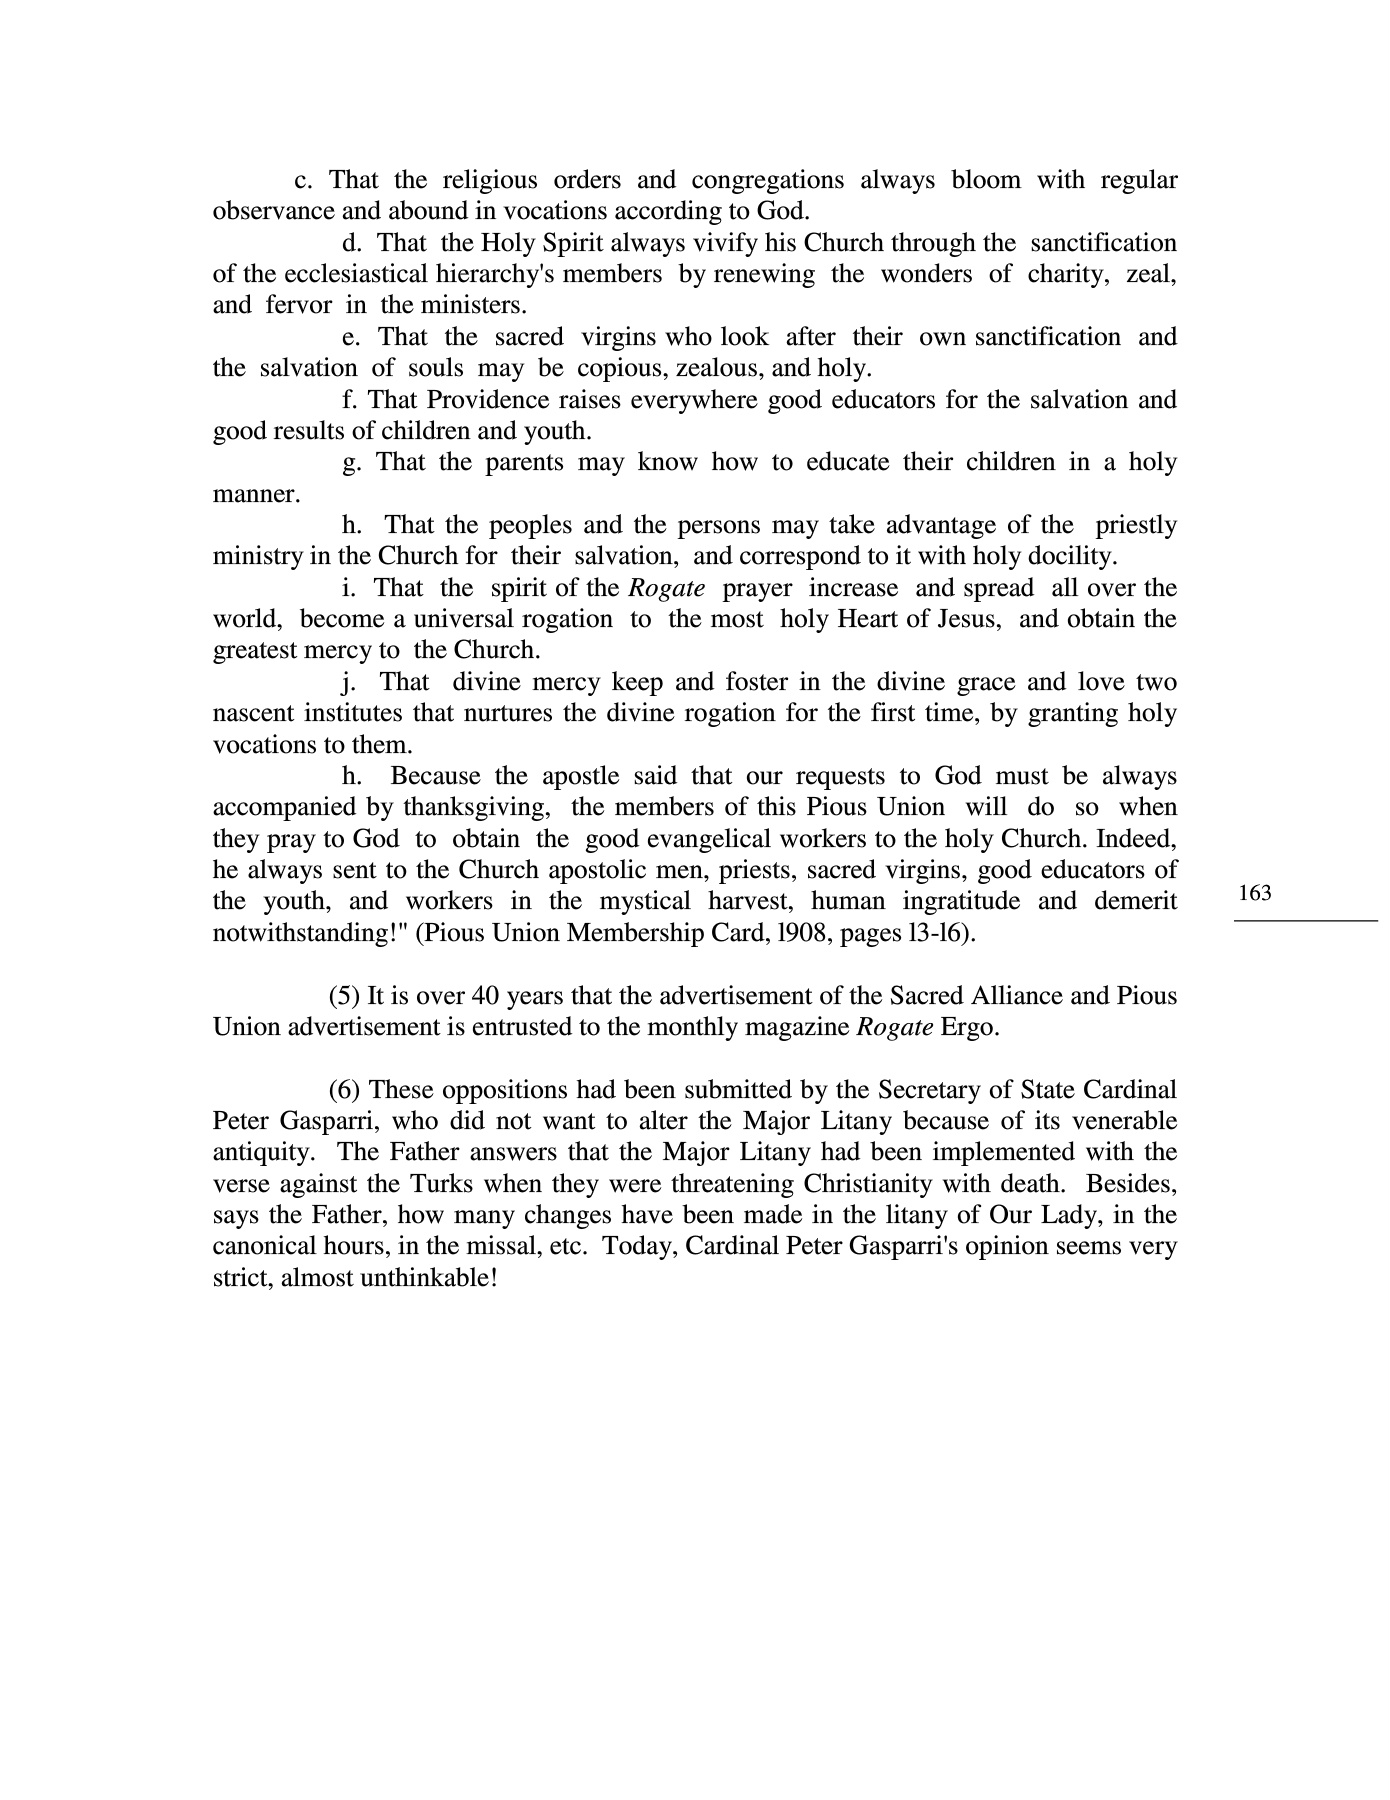 c. That the religious orders and congregations always bloom with regular
observance and abound in vocations according to God.
d. That the Holy Spirit always vivify his Church through the sanctification
of the ecclesiastical hierarchy's members by renewing the wonders of charity, zeal,
and fervor in the ministers.
e. That the sacred virgins who look after their own sanctification and
the salvation of souls may be copious, zealous, and holy.
f. That Providence raises everywhere good educators for the salvation and
good results of children and youth.
g. That the parents may know how to educate their children in a holy
manner.
h. That the peoples and the persons may take advantage of the priestly
ministry in the Church for their salvation, and correspond to it with holy docility.
i. That the spirit of the Rogate prayer increase and spread all over the
world, become a universal rogation to the most holy Heart of Jesus, and obtain the
greatest mercy to the Church.
j. That divine mercy keep and foster in the divine grace and love two
nascent institutes that nurtures the divine rogation for the first time, by granting holy
vocations to them.
h. Because the apostle said that our requests to God must be always
accompanied by thanksgiving, the members of this Pious Union will do so when
they pray to God to obtain the good evangelical workers to the holy Church. Indeed,
he always sent to the Church apostolic men, priests, sacred virgins, good educators of
the youth, and workers in the mystical harvest, human ingratitude and demerit
notwithstanding!" (Pious Union Membership Card, l908, pages l3-l6).
163
(5) It is over 40 years that the advertisement of the Sacred Alliance and Pious
Union advertisement is entrusted to the monthly magazine Rogate Ergo.
(6) These oppositions had been submitted by the Secretary of State Cardinal
Peter Gasparri, who did not want to alter the Major Litany because of its venerable
antiquity. The Father answers that the Major Litany had been implemented with the
verse against the Turks when they were threatening Christianity with death. Besides,
says the Father, how many changes have been made in the litany of Our Lady, in the
canonical hours, in the missal, etc. Today, Cardinal Peter Gasparri's opinion seems very
strict, almost unthinkable!